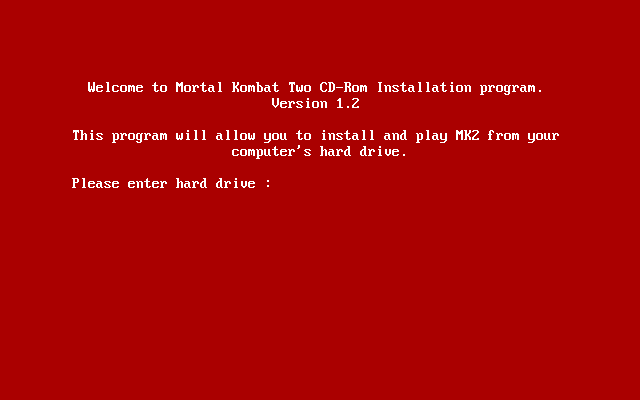 Welcome to Mortal Kombat Two CD-Rom Installation program.
Version 1.2
This program will allow you to install and play MK2 from your
computer's hard drive.
Please enter hard drive :